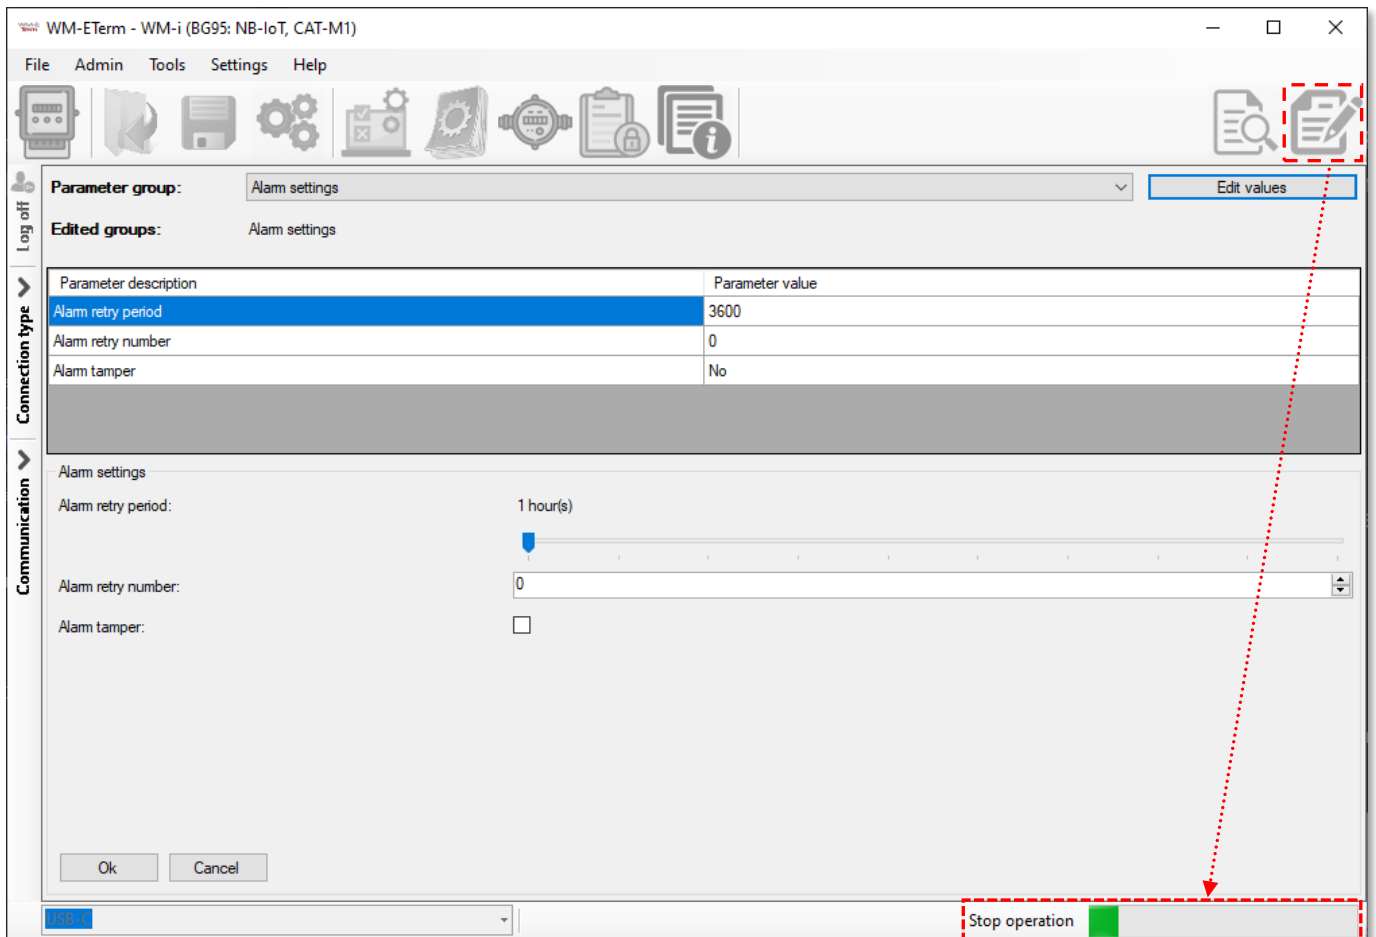 WM-ETerm - WM-i (BG95: NB-IoT, CAT-M1)
File Admin Tools Settings Help
Log off
Connection type
Communication
Parameter group: Alarm settings Edit values
Edited groups: Alarm settings
Parameter description Parameter value
Alarm retry period 3600
Alarm retry number 0
Alarm tamper No
Alarm settings
Alarm retry period: 1 hour(s)
Alarm retry number: 0
Alarm tamper:
Ok Cancel
USB-C Stop operation